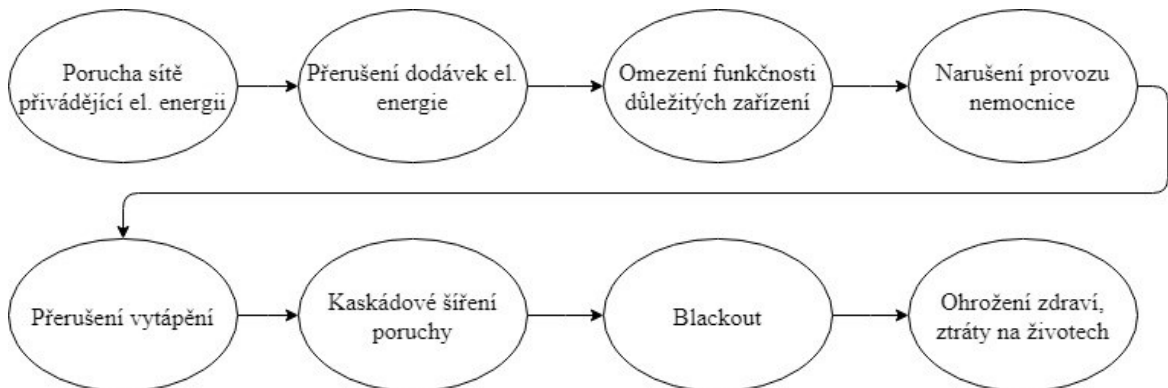 Porucha sítě
přivádějící el. energii
Přerušení dodávek el.
energie
Omezení funkčnosti
důležitých zařízení
Narušení provozu
nemocnice
Přerušení vytápění
Kaskádové šíření
poruchy
Blackout
Ohrožení zdraví,
ztráty na životech